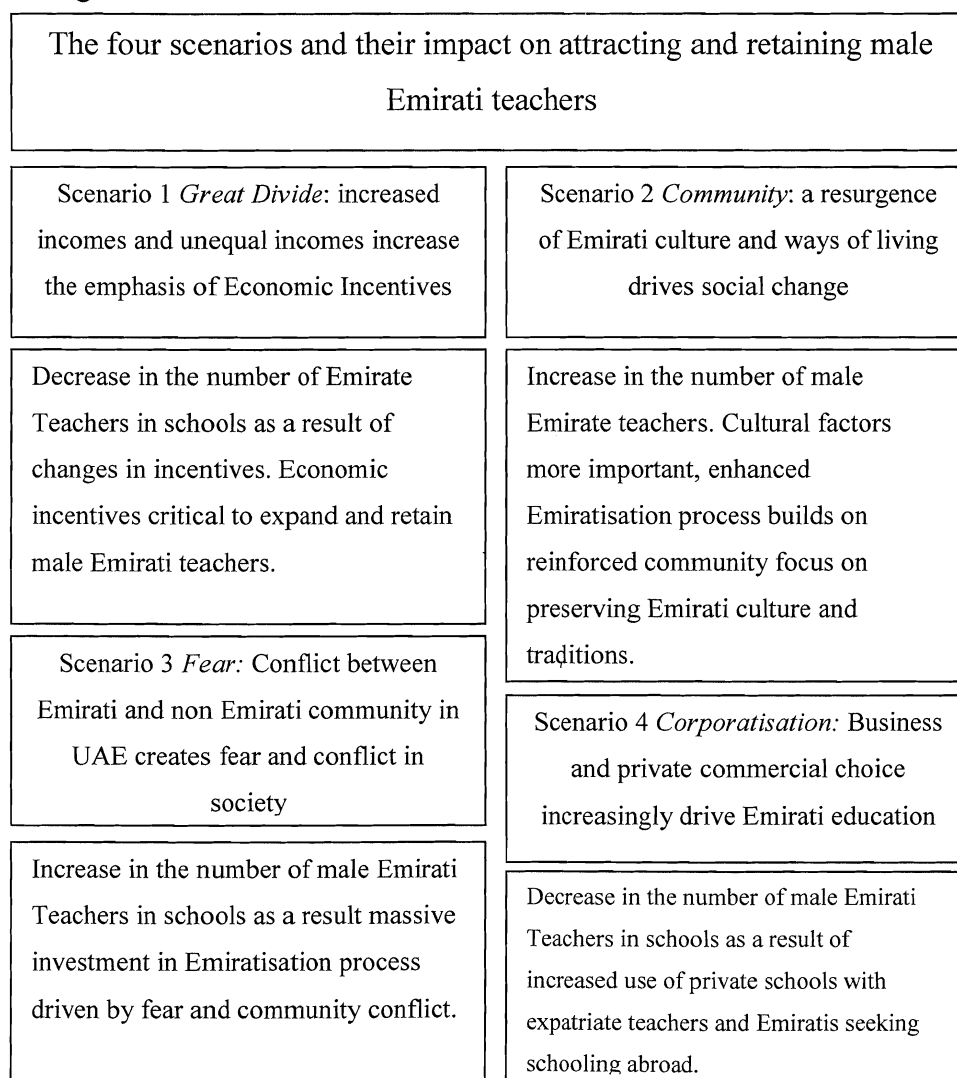 The four scenarios and their impact on attracting and retaining male
Emirati teachers
Scenario 1 Great Divide: increased
incomes and unequal incomes increase
the emphasis of Economic Incentives
Decrease in the number of Emirate
Teachers in schools as a result of
changes in incentives. Economic
incentives critical to expand and retain
male Emirati teachers.
Scenario 3 Fear: Conflict between
Emirati and non Emirati community in
UAE creates fear and conflict in
society
Increase in the number of male Emirati
Teachers in schools as a result massive
investment in Emiratisation process
driven by fear and community conflict.
Scenario 2 Community: a resurgence
of Emirati culture and ways of living
drives social change
Increase in the number of male
Emirate teachers. Cultural factors
more important, enhanced
Emiratisation process builds on
reinforced community focus on
preserving Emirati culture and
traditions.
Scenario 4 Corporatisation: Business
and private commercial choice
increasingly drive Emirati education
Decrease in the number of male Emirati
Teachers in schools as a result of
increased use of private schools with
expatriate teachers and Emiratis seeking
schooling abroad.